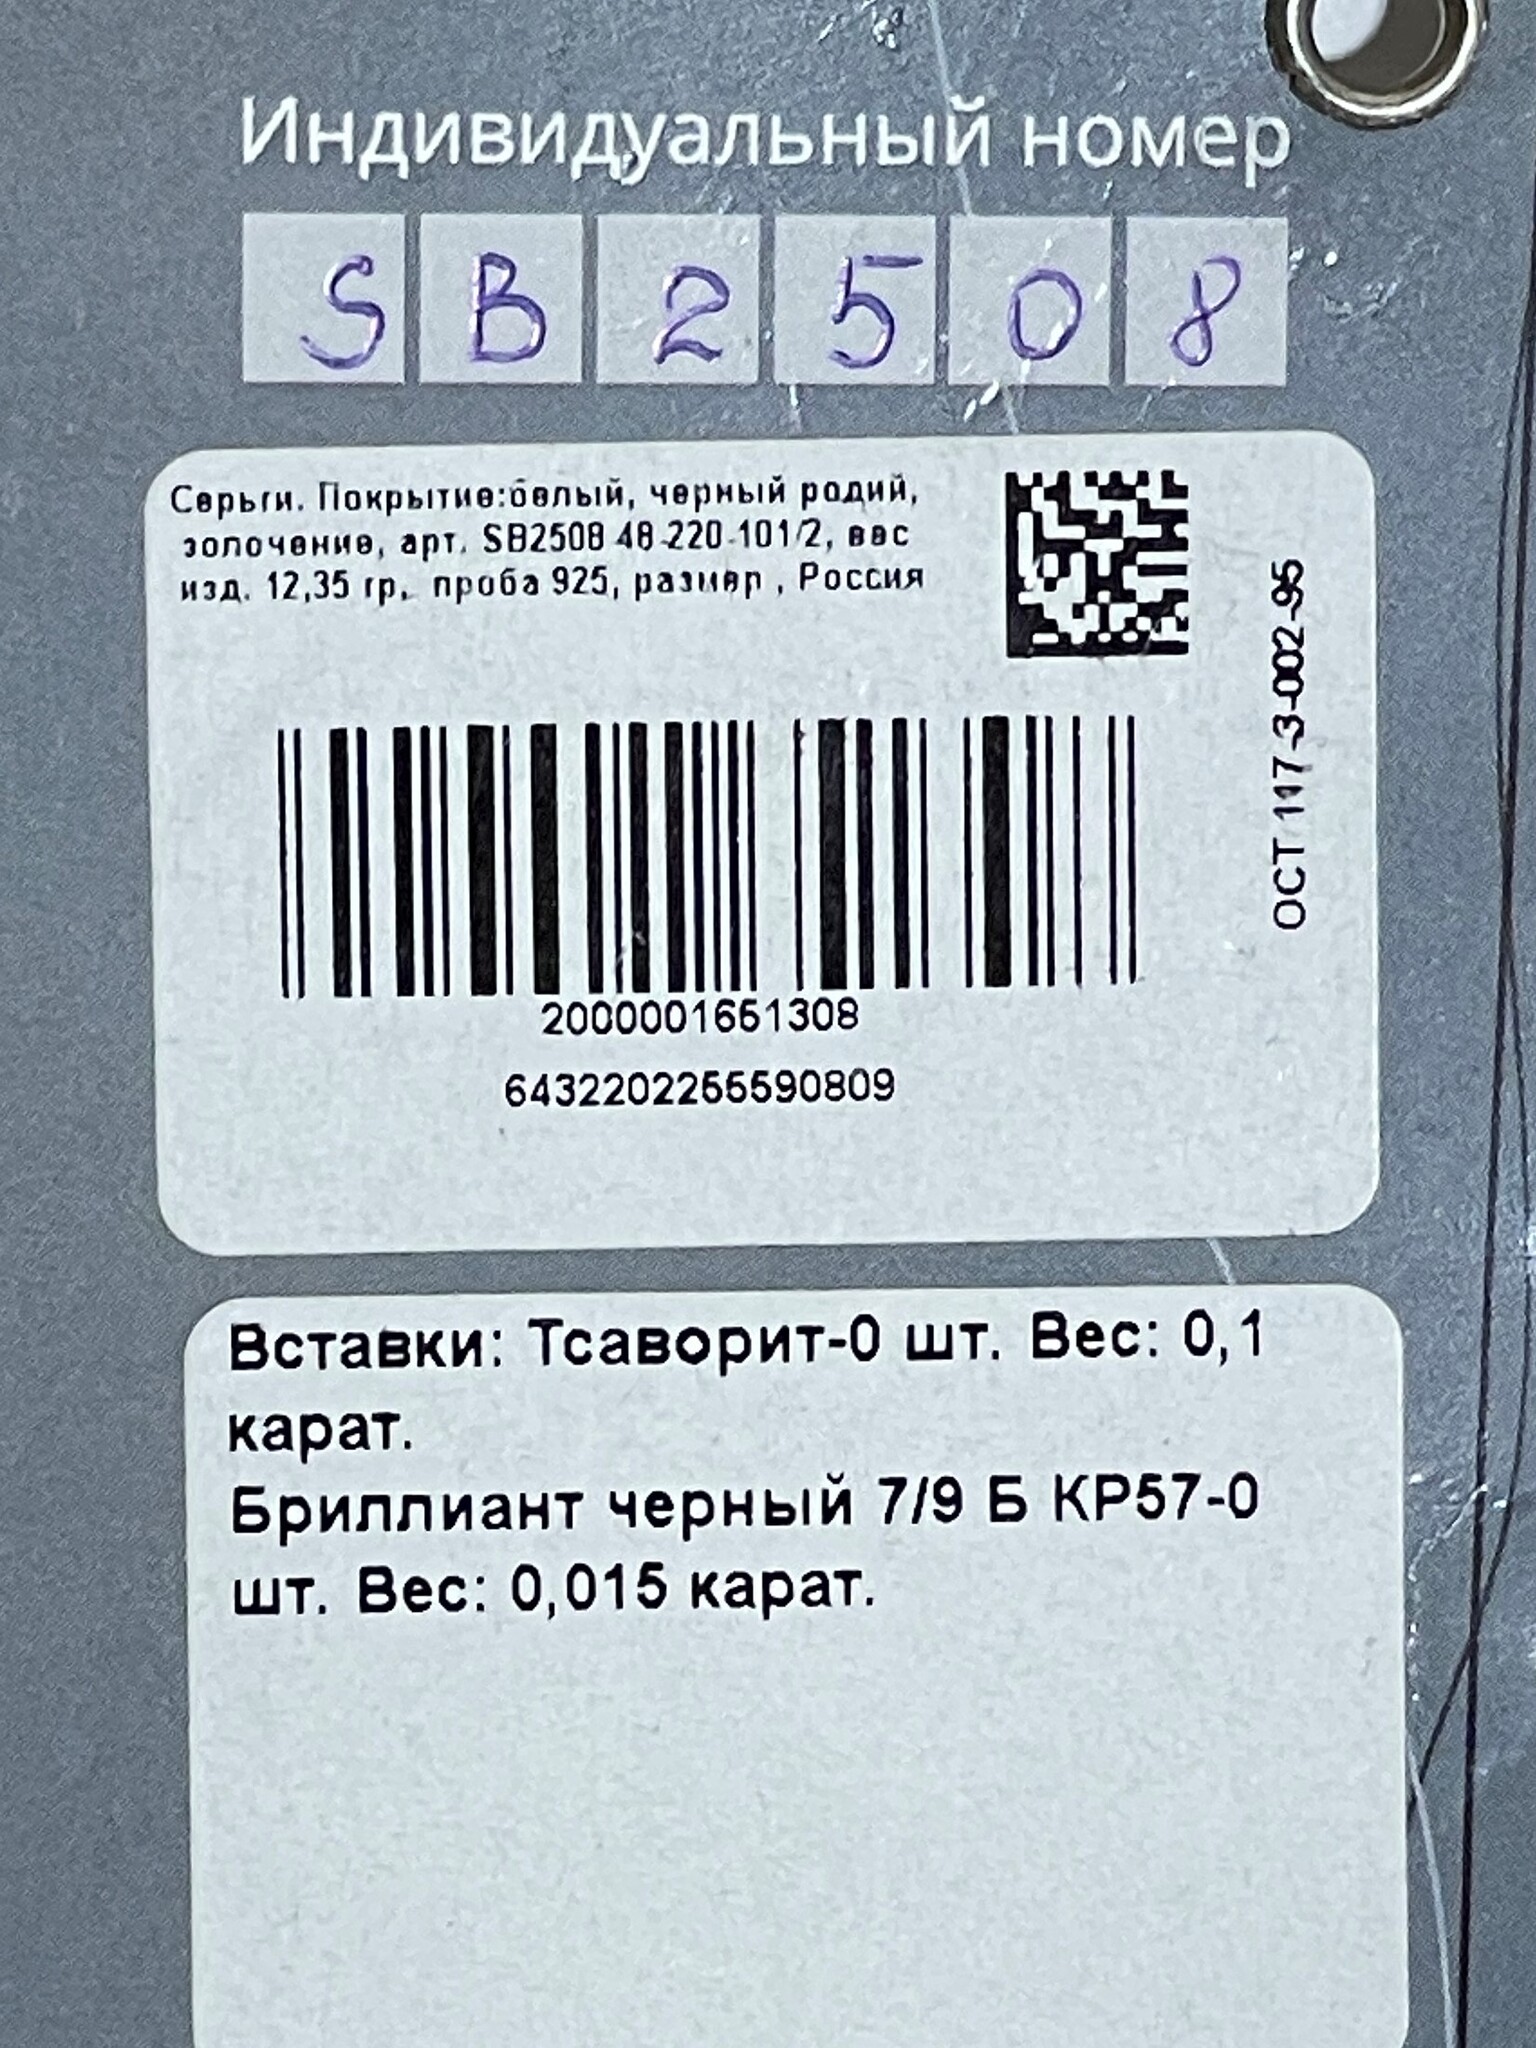 Индивидуальный номер
SB2508
Серьги. Покрытие:белый, черный родий,
золочение, арт. SB2508 48-220-101/2, вес
изд. 12,35 гр., проба 925, размер , Россия
ОСТ 117-3-002-95
2000001651308
6432202255590809
Вставки: Тсаворит-0 шт. Вес: 0,1
карат.
Бриллиант черный 7/9 Б КР57-0
шт. Вес: 0,015 карат.